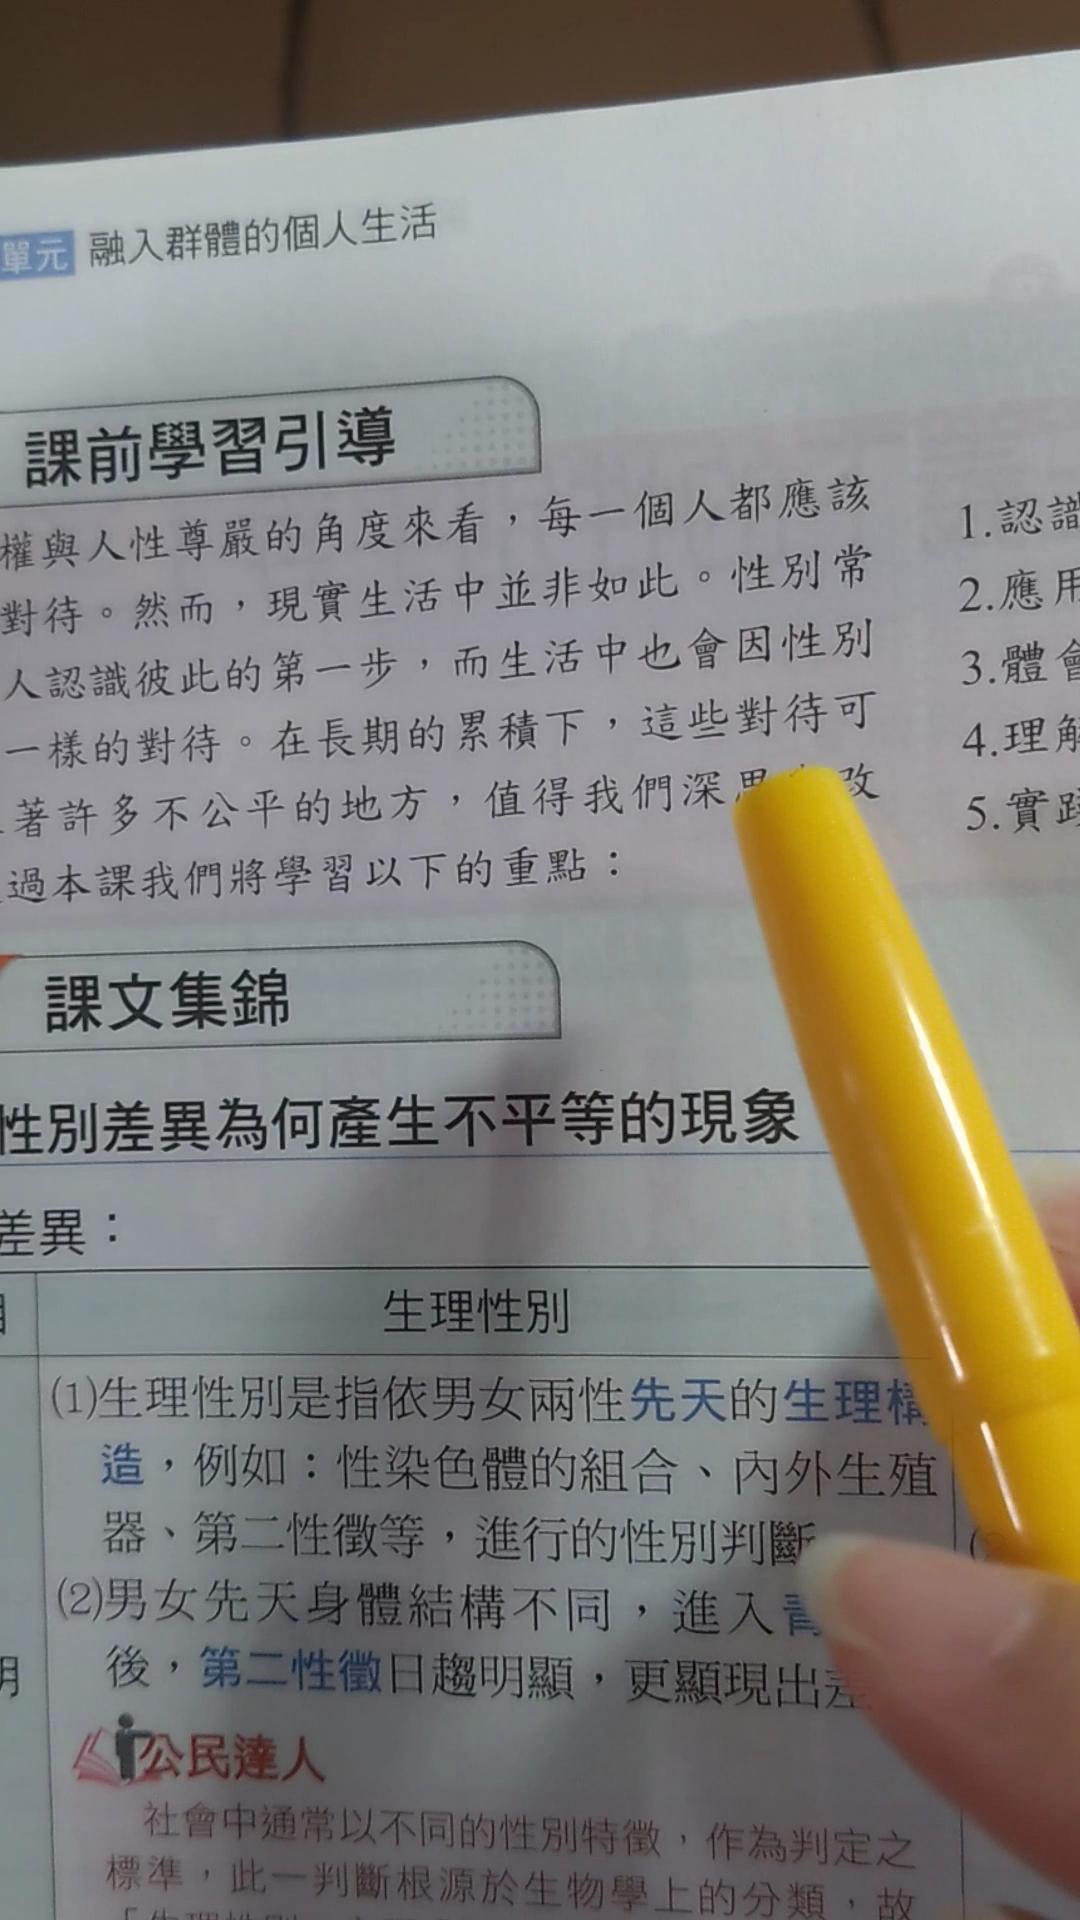 單元 融入群體的個人生活
課前學習引導
權與人性尊嚴的角度來看，每一個人都應該
對待。然而，現實生活中並非如此。性別常
人認識彼此的第一步，而生活中也會因性別
一樣的對待。在長期的累積下，這些對待可
著許多不公平的地方，值得我們深思 改
過本課我們將學習以下的重點：
1.認識
2.應用
3.體會
4.理解
5.實踐
課文集錦
性別差異為何產生不平等的現象
差異：
生理性別
(1)生理性別是指依男女兩性先天的生理構
造，例如：性染色體的組合、內外生殖
器、第二性徵等，進行的性別判斷
(2)男女先天身體結構不同，進入青
後，第二性徵日趨明顯，更顯現出差
明
公民達人
社會中通常以不同的性別特徵，作為判定之
標準，此一判斷根源於生物學上的分類，故